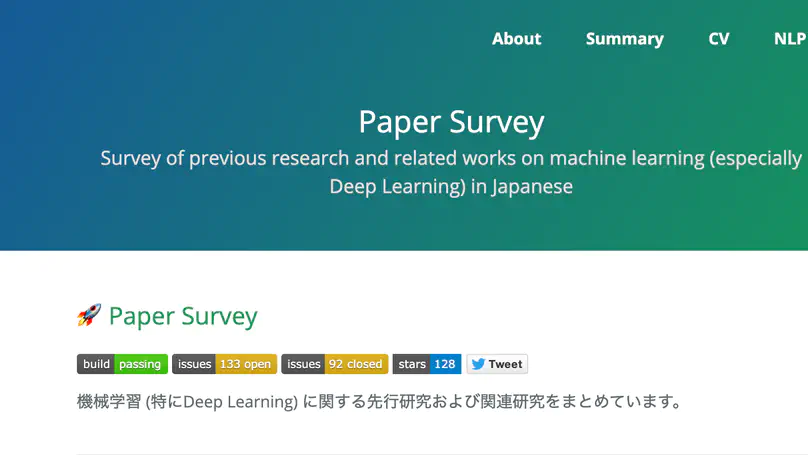 About Summary CV NLP
Paper Survey
Survey of previous research and related works on machine learning (especially
Deep Learning) in Japanese
🚀 Paper Survey
build passing issues 133 open issues 92 closed stars 128 Tweet
機械学習 (特にDeep Learning) に関する先行研究および関連研究をまとめています。